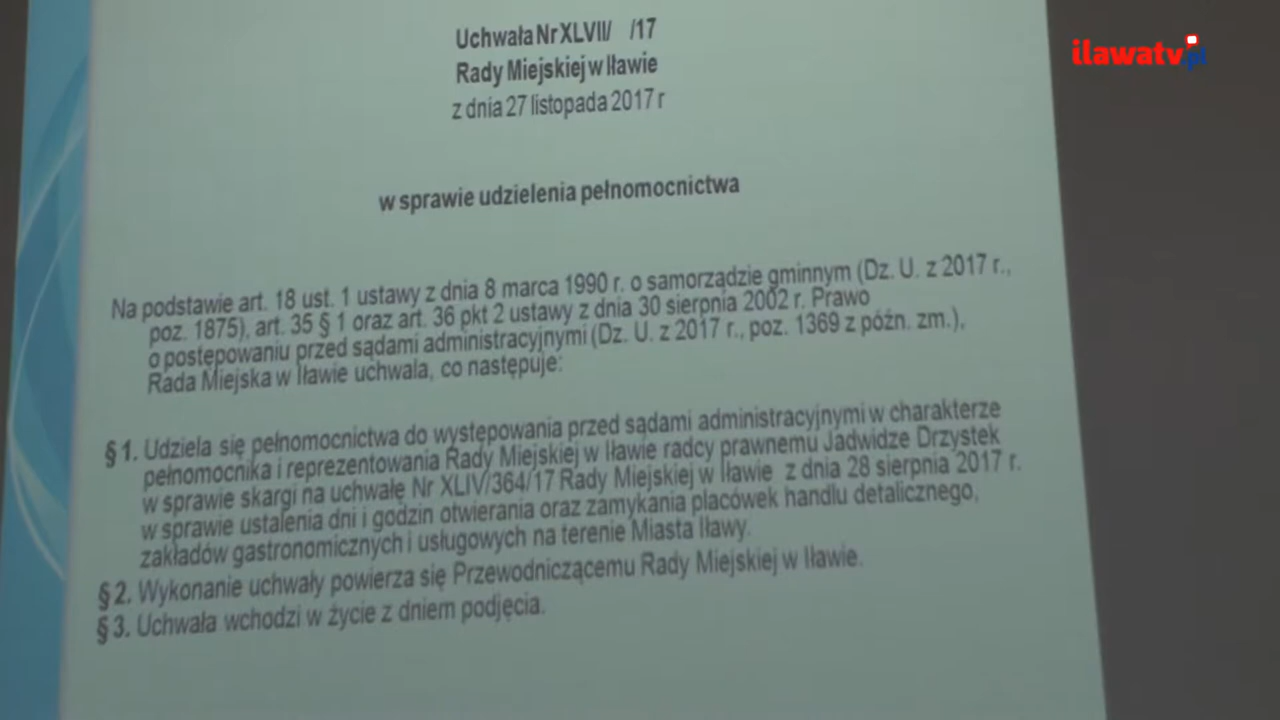 Uchwała Nr XLVII/ /17
Rady Miejskiej w Iławie
z dnia 27 listopada 2017 r
w sprawie udzielenia pełnomocnictwa
Na podstawie art. 18 ust. 1 ustawy z dnia 8 marca 1990 r. o samorządzie gminnym (Dz. U. z 2017 r.,
poz. 1875), art. 35 § 1 oraz art. 36 pkt 2 ustawy z dnia 30 sierpnia 2002 r. Prawo
o postępowaniu przed sądami administracyjnymi (Dz. U. z 2017 r., poz. 1369 z późn. zm.),
Rada Miejska w Iławie uchwala, co następuje:
§ 1. Udziela się pełnomocnictwa do występowania przed sądami administracyjnymi w charakterze
pełnomocnika i reprezentowania Rady Miejskiej w Iławie radcy prawnemu Jadwidze Drzystek
w sprawie skargi na uchwałę Nr XLIV/364/17 Rady Miejskiej w Iławie z dnia 28 sierpnia 2017 r.
w sprawie ustalenia dni i godzin otwierania oraz zamykania placówek handlu detalicznego,
zakładów gastronomicznych i usługowych na terenie Miasta Iławy.
§ 2. Wykonanie uchwały powierza się Przewodniczącemu Rady Miejskiej w Iławie.
§ 3. Uchwała wchodzi w życie z dniem podjęcia.
ilawatv.pl